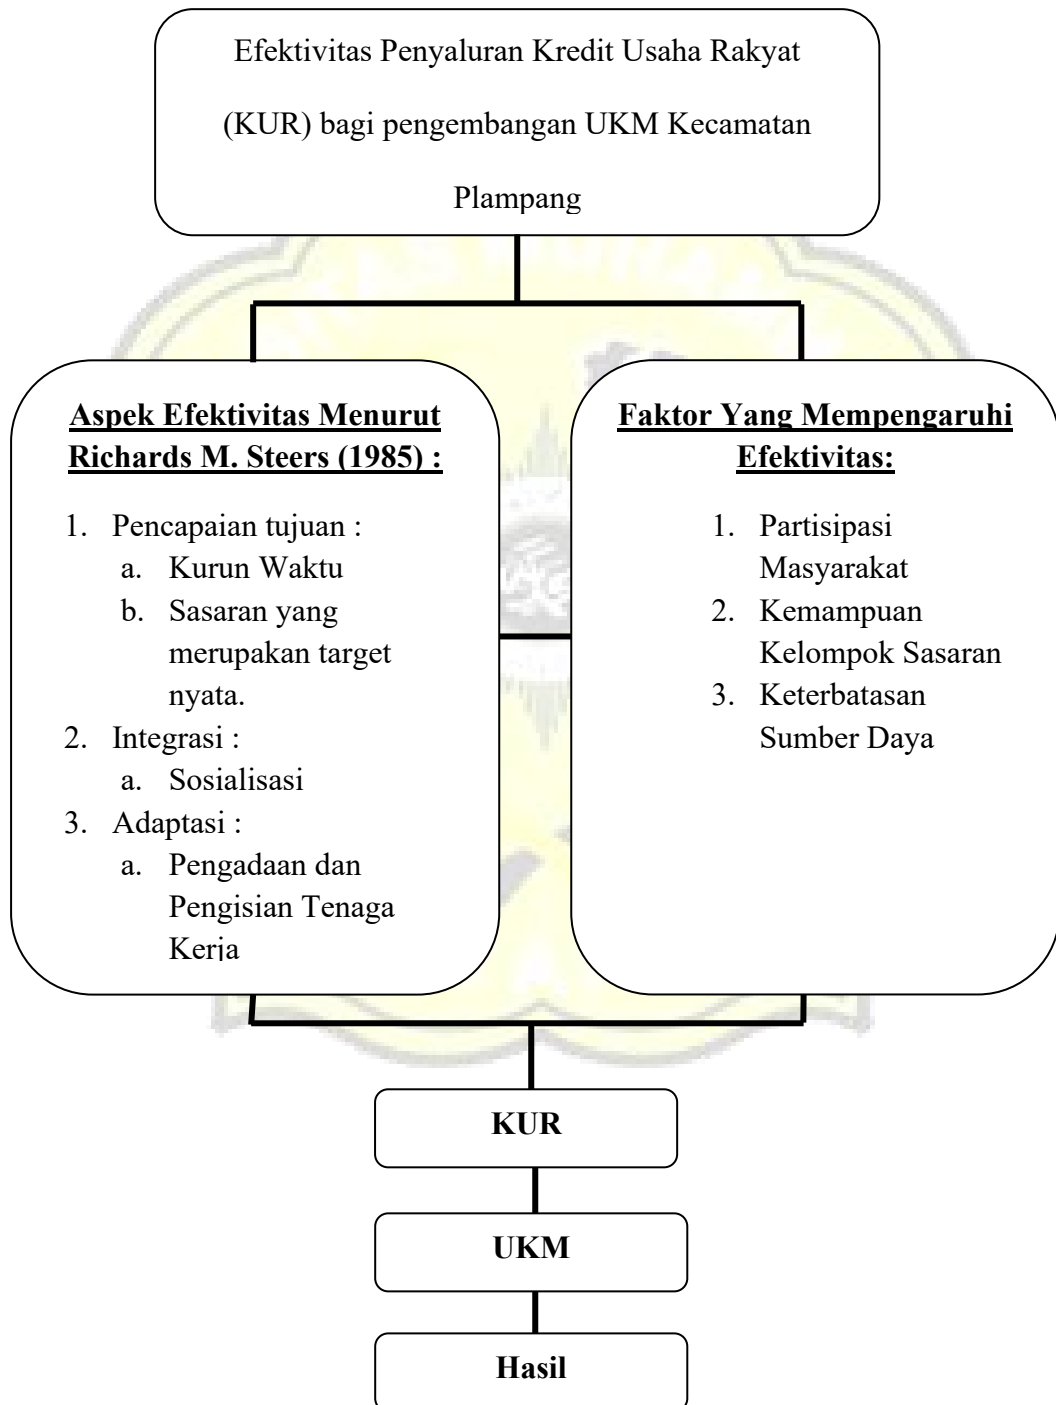 Efektivitas Penyaluran Kredit Usaha Rakyat
(KUR) bagi pengembangan UKM Kecamatan
Plampang
Aspek Efektivitas Menurut
Richards M. Steers (1985) :
1. Pencapaian tujuan :
a. Kurun Waktu
b. Sasaran yang
merupakan target
nyata.
2. Integrasi :
a. Sosialisasi
3. Adaptasi :
a. Pengadaan dan
Pengisian Tenaga
Kerja
Faktor Yang Mempengaruhi
Efektivitas:
1. Partisipasi
Masyarakat
2. Kemampuan
Kelompok Sasaran
3. Keterbatasan
Sumber Daya
KUR
UKM
Hasil